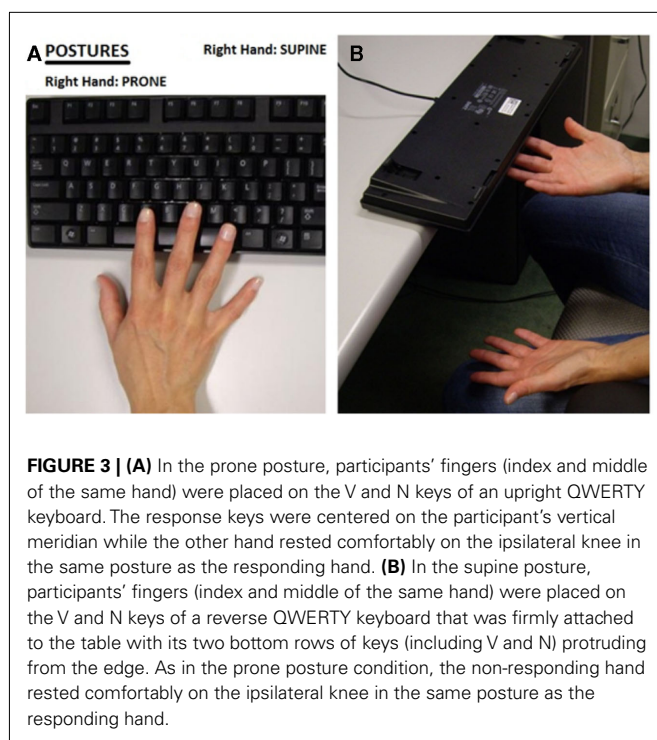 A POSTURES
Right Hand: SUPINE
B
Right Hand: PRONE
Q W E R T Y U I O P
A S D F G H J K L
FIGURE 3 | (A) In the prone posture, participants’ fingers (index and middle
of the same hand) were placed on the V and N keys of an upright QWERTY
keyboard. The response keys were centered on the participant’s vertical
meridian while the other hand rested comfortably on the ipsilateral knee in
the same posture as the responding hand. (B) In the supine posture,
participants’ fingers (index and middle of the same hand) were placed on
the V and N keys of a reverse QWERTY keyboard that was firmly attached
to the table with its two bottom rows of keys (including V and N) protruding
from the edge. As in the prone posture condition, the non-responding hand
rested comfortably on the ipsilateral knee in the same posture as the
responding hand.